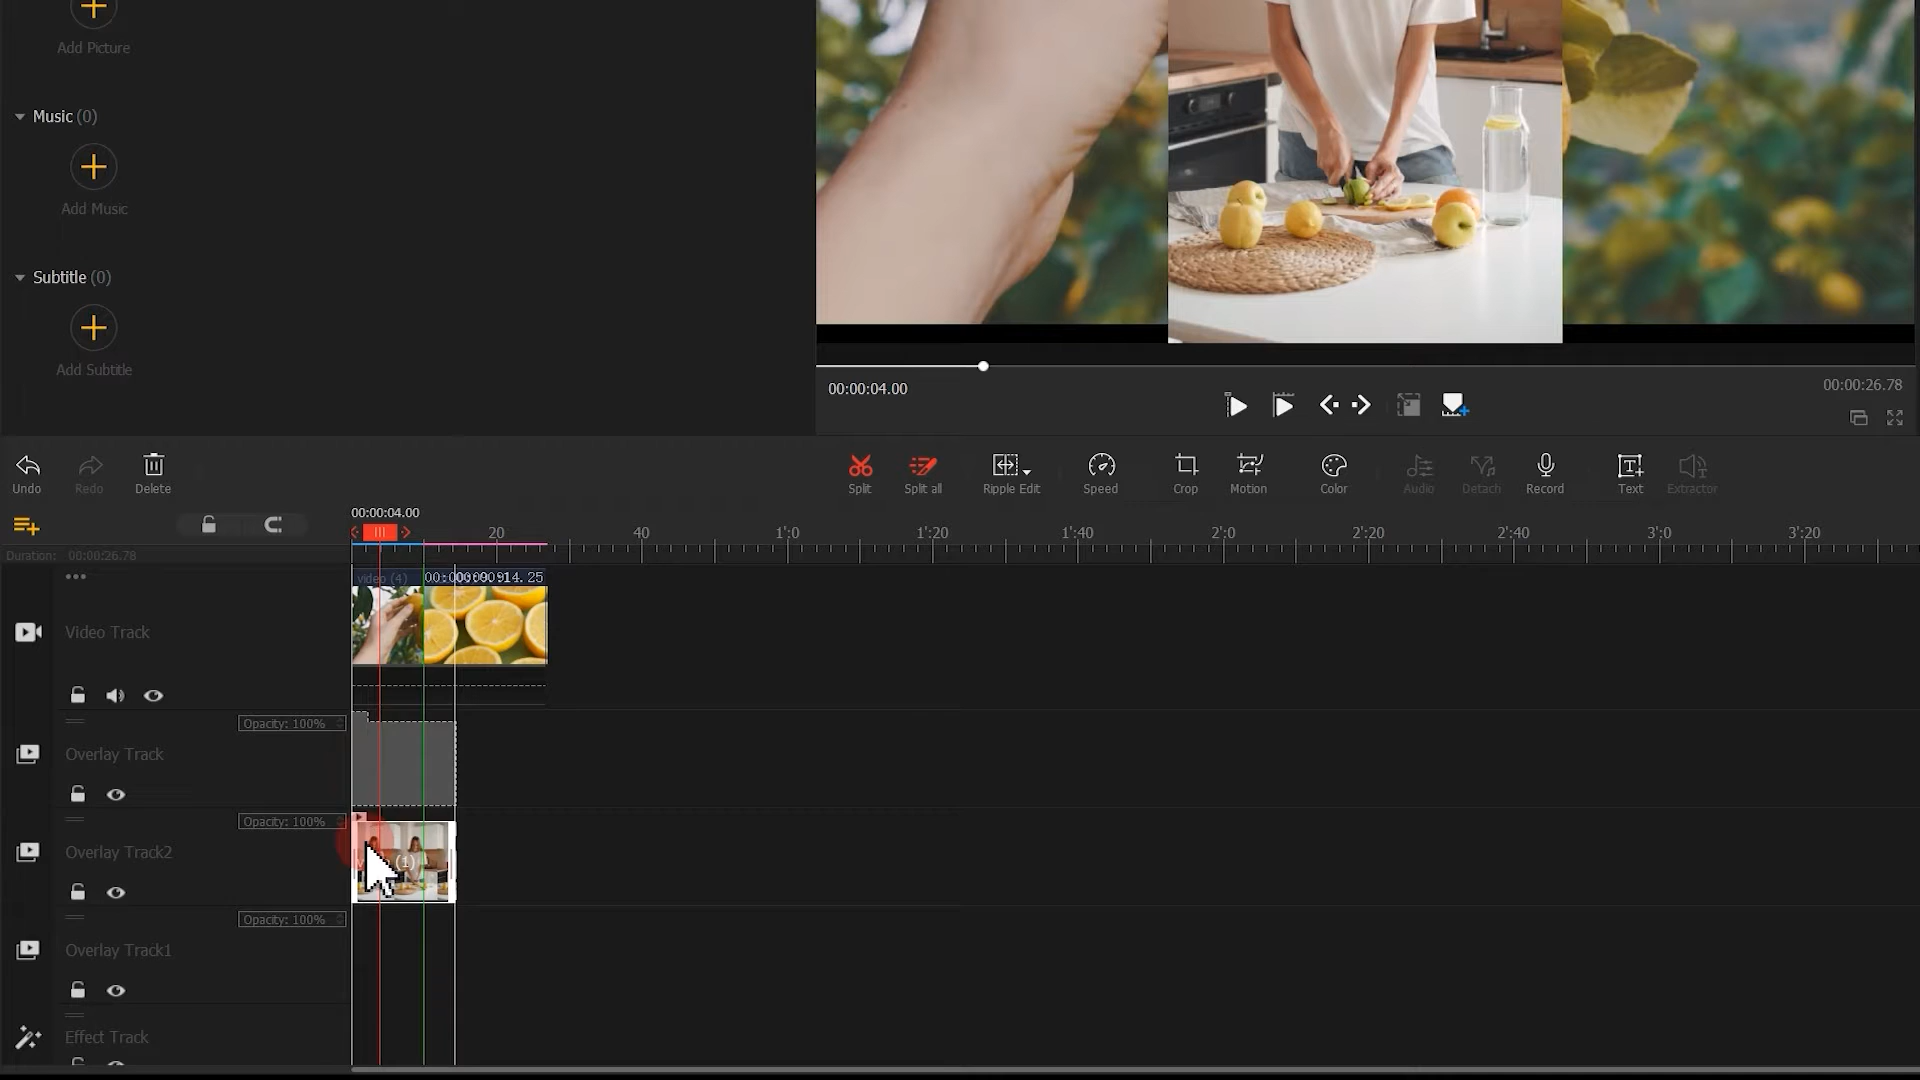 Add Picture
Music (0)
Add Music
Subtitle (0)
Add Subtitle
00:00:04.00
00:00:26.78
Undo
Redo
Delete
Split
Split all
Ripple Edit
Speed
Crop
Motion
Color
Audio
Detach
Record
Text
Extractor
00:00:04.00
20
40
1':0
1':20
1':40
2':0
2':20
2':40
3':0
3':20
Duration: 00:00:26.78
video (4)
Video Track
Opacity: 100%
Overlay Track
Opacity: 100%
Overlay Track2
(1)
Opacity: 100%
Overlay Track1
Effect Track